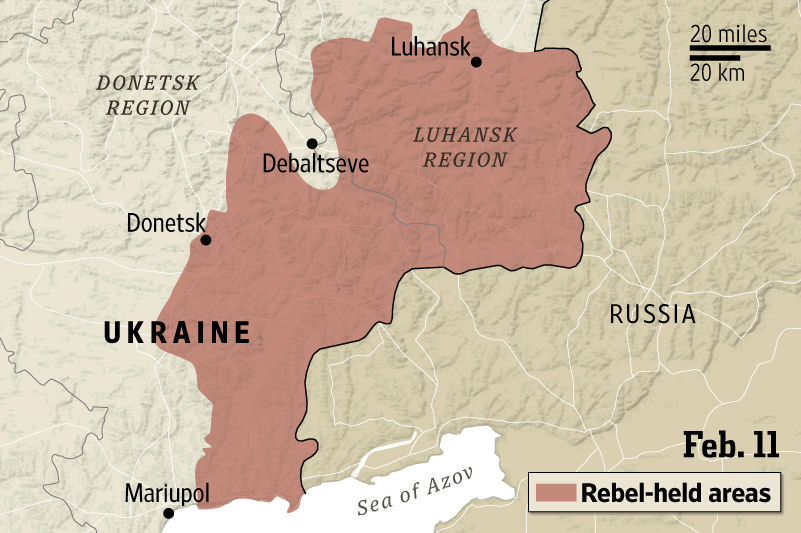 20 miles
20 km
Luhansk
DONETSK
REGION
LUHANSK
REGION
Debaltseve
Donetsk
UKRAINE
RUSSIA
Feb. 11
Rebel-held areas
Mariupol
Sea of Azov